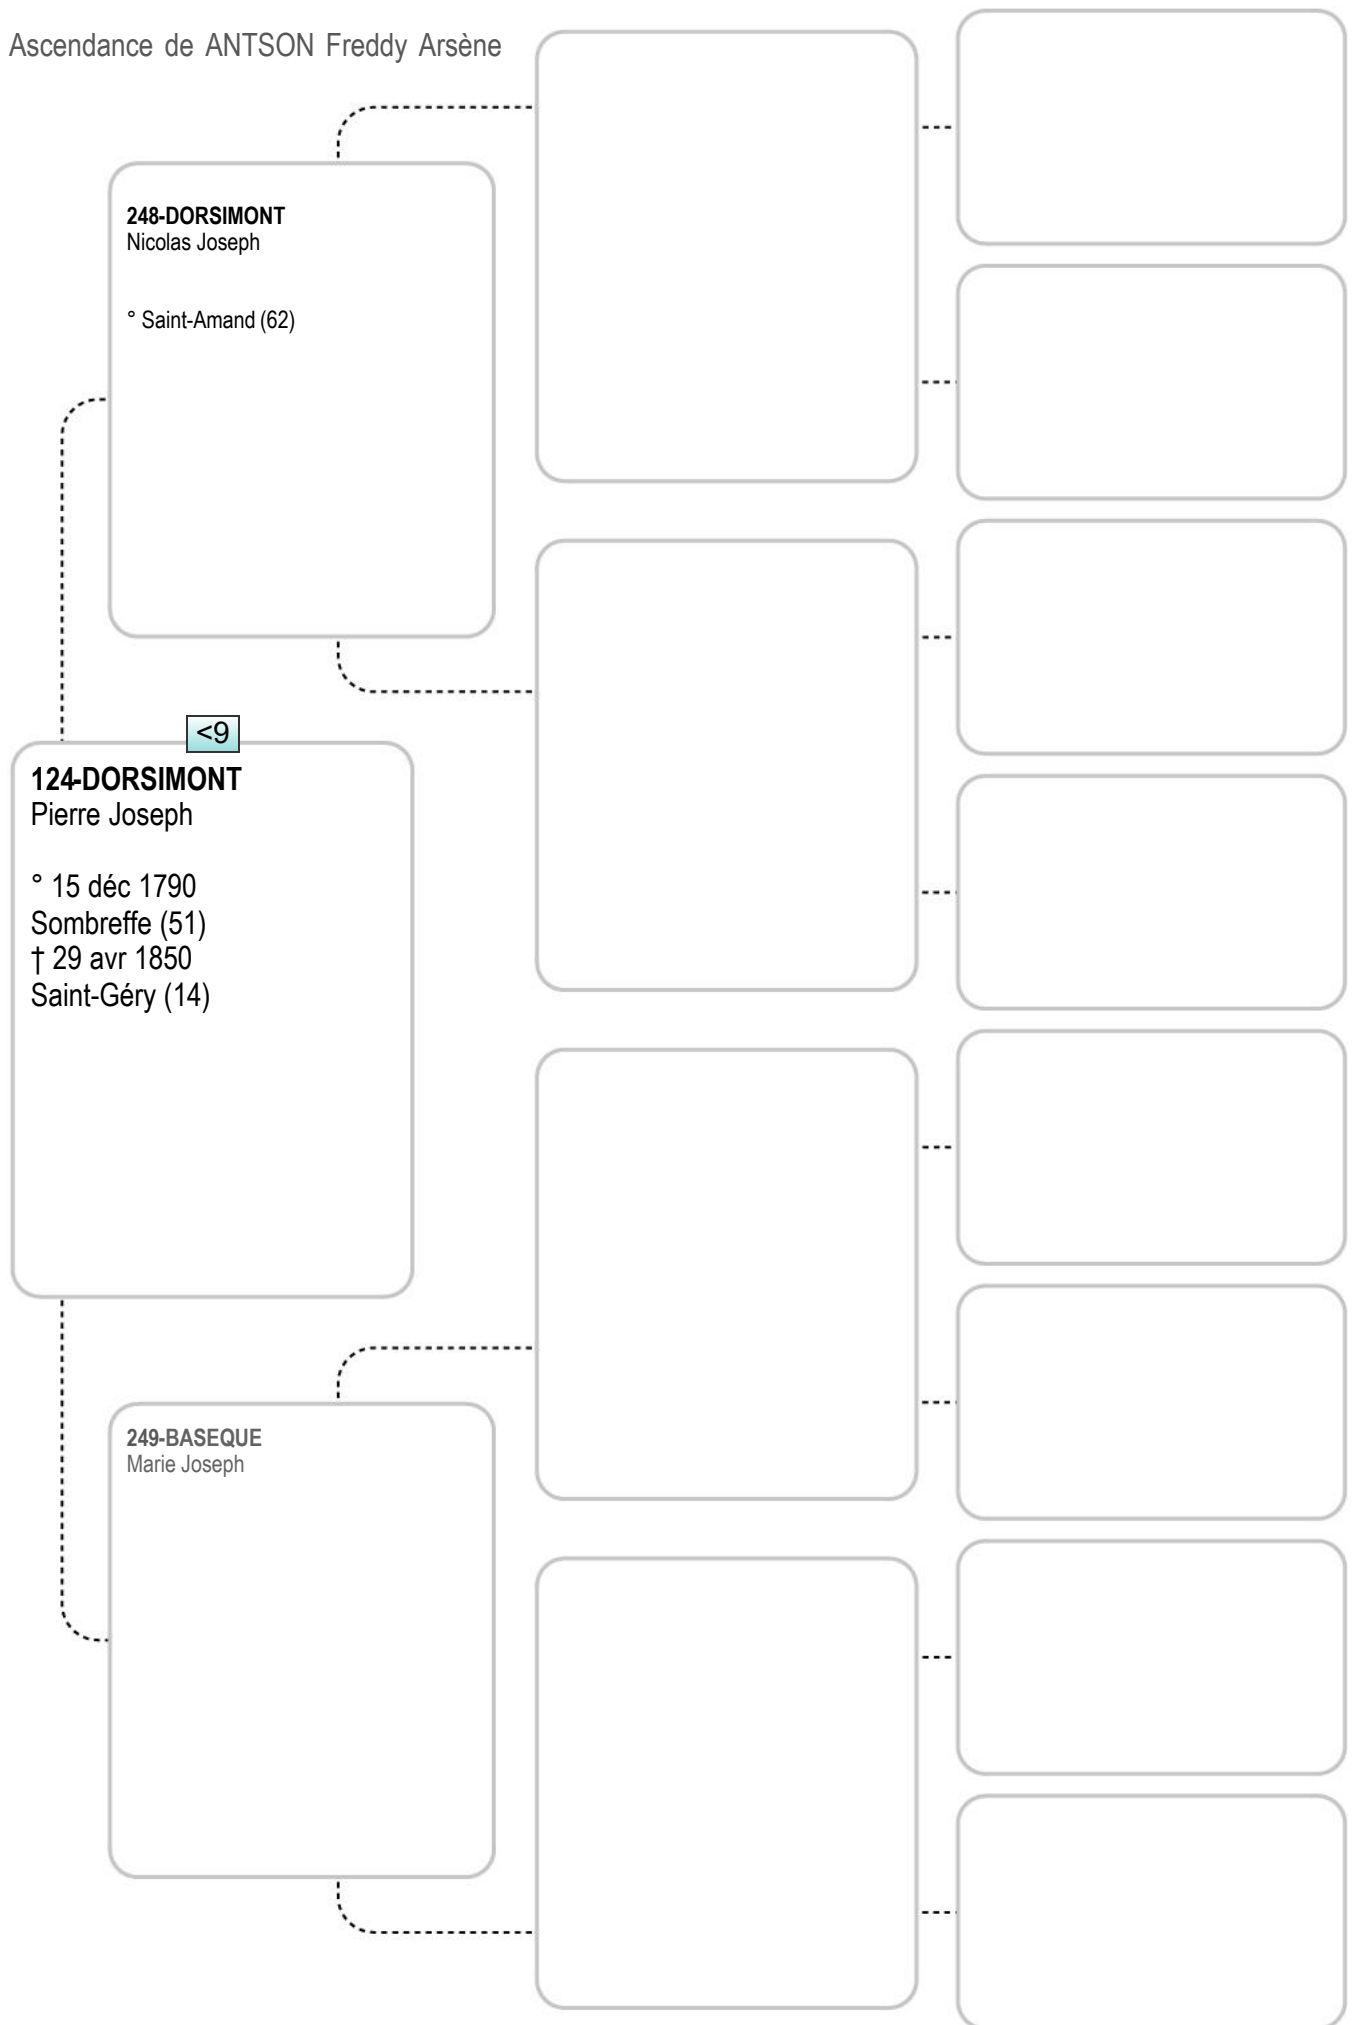 Ascendance de ANTSON Freddy Arsène
248-DORSIMONT
Nicolas Joseph
° Saint-Amand (62)
<9
124-DORSIMONT
Pierre Joseph
° 15 déc 1790
Sombreffe (51)
† 29 avr 1850
Saint-Géry (14)
249-BASEQUE
Marie Joseph